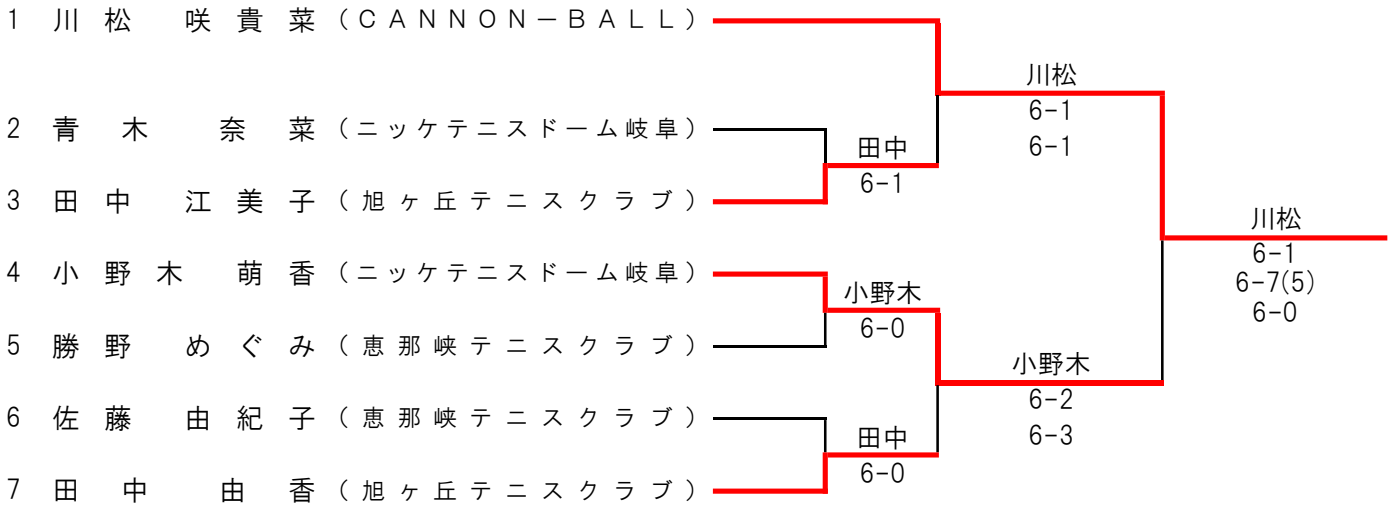 1 川松 咲貴菜 (CANNON-BALL)
川松
6-1
6-1
2 青木 奈菜 (ニッケテニスドーム岐阜)
田中
6-1
3 田中 江美子 (旭ヶ丘テニスクラブ)
川松
6-1
6-7(5)
6-0
4 小野木 萌香 (ニッケテニスドーム岐阜)
小野木
6-0
5 勝野 めぐみ (恵那峡テニスクラブ)
小野木
6-2
6-3
6 佐藤 由紀子 (恵那峡テニスクラブ)
田中
6-0
7 田中 由香 (旭ヶ丘テニスクラブ)